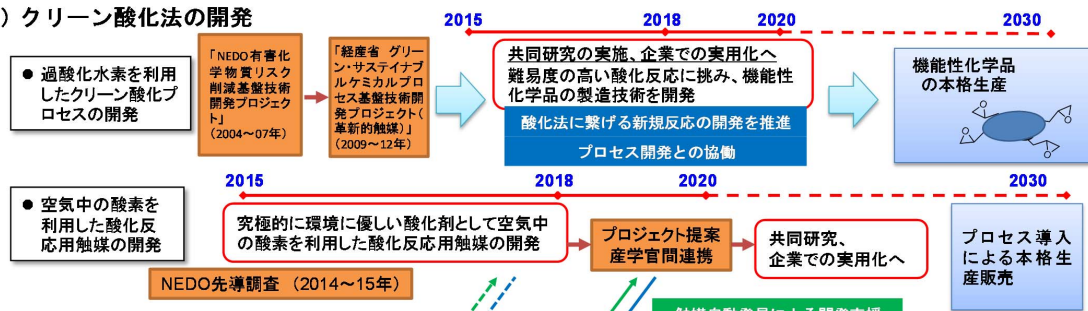 ) クリーン酸化法の開発
2015
2018
2020
2030
● 過酸化水素を利用
したクリーン酸化プ
ロセスの開発
「NEDO有害化
学物質リスク
削減基盤技術
開発プロジェク
ト」
(2004～07年)
「経産省 グリー
ン・サステイナブ
ルケミカルプロ
セス基盤技術開
発プロジェクト(
革新的触媒)」
(2009～12年)
共同研究の実施、企業での実用化へ
難易度の高い酸化反応に挑み、機能性
化学品の製造技術を開発
酸化法に繋げる新規反応の開発を推進
プロセス開発との協働
機能性化学品
の本格生産
O
O
O
O
2015
2018
2020
2030
● 空気中の酸素を
利用した酸化反
応用触媒の開発
究極的に環境に優しい酸化剤として空気中
の酸素を利用した酸化反応用触媒の開発
プロジェクト提案
産学官間連携
共同研究、
企業での実用化へ
プロセス導入
による本格生
産販売
NEDO先導調査 (2014～15年)